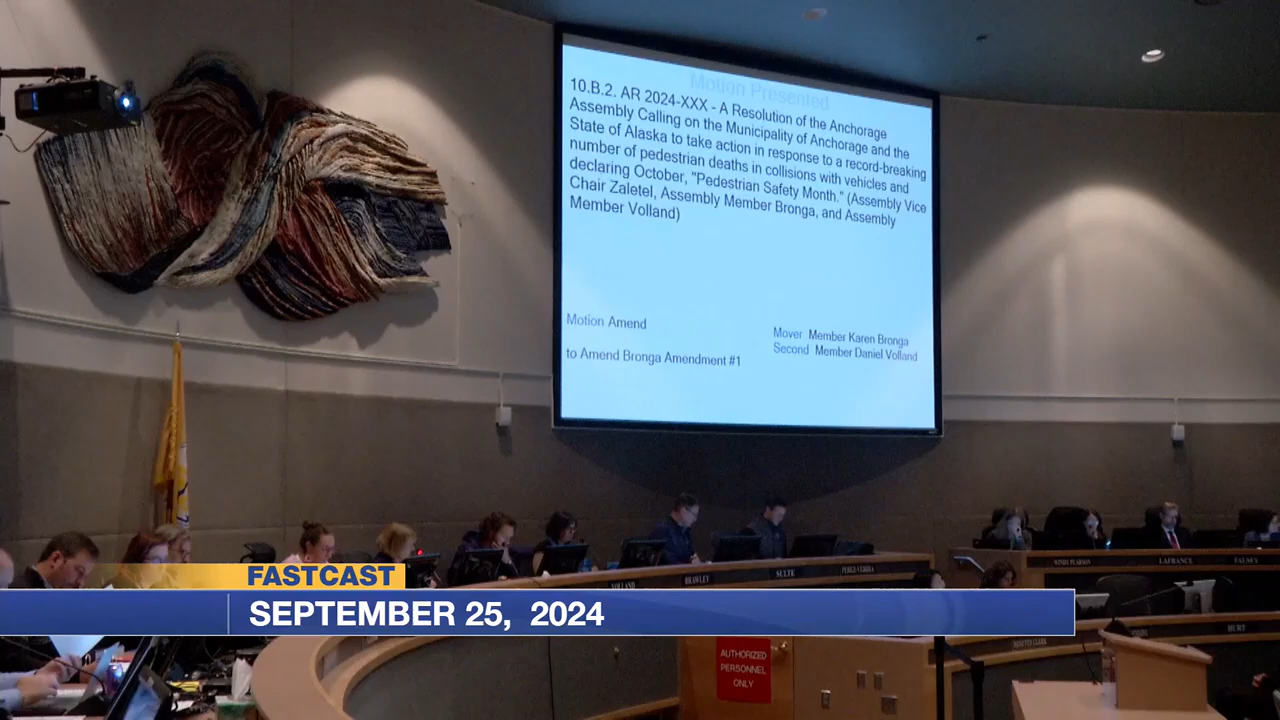 Motion Presented
10.B.2. AR 2024-XXX - A Resolution of the Anchorage
Assembly Calling on the Municipality of Anchorage and the
State of Alaska to take action in response to a record-breaking
number of pedestrian deaths in collisions with vehicles and
declaring October, "Pedestrian Safety Month." (Assembly Vice
Chair Zaletel, Assembly Member Bronga, and Assembly
Member Volland)
Motion Amend
Mover Member Karen Bronga
Second Member Daniel Volland
to Amend Bronga Amendment #1
VOLLAND
BRAWLEY
SULTE
PEREZ-VERDIA
LAFRANCE
FALSEY
FASTCAST
SEPTEMBER 25, 2024
HURT
AUTHORIZED
PERSONNEL
ONLY